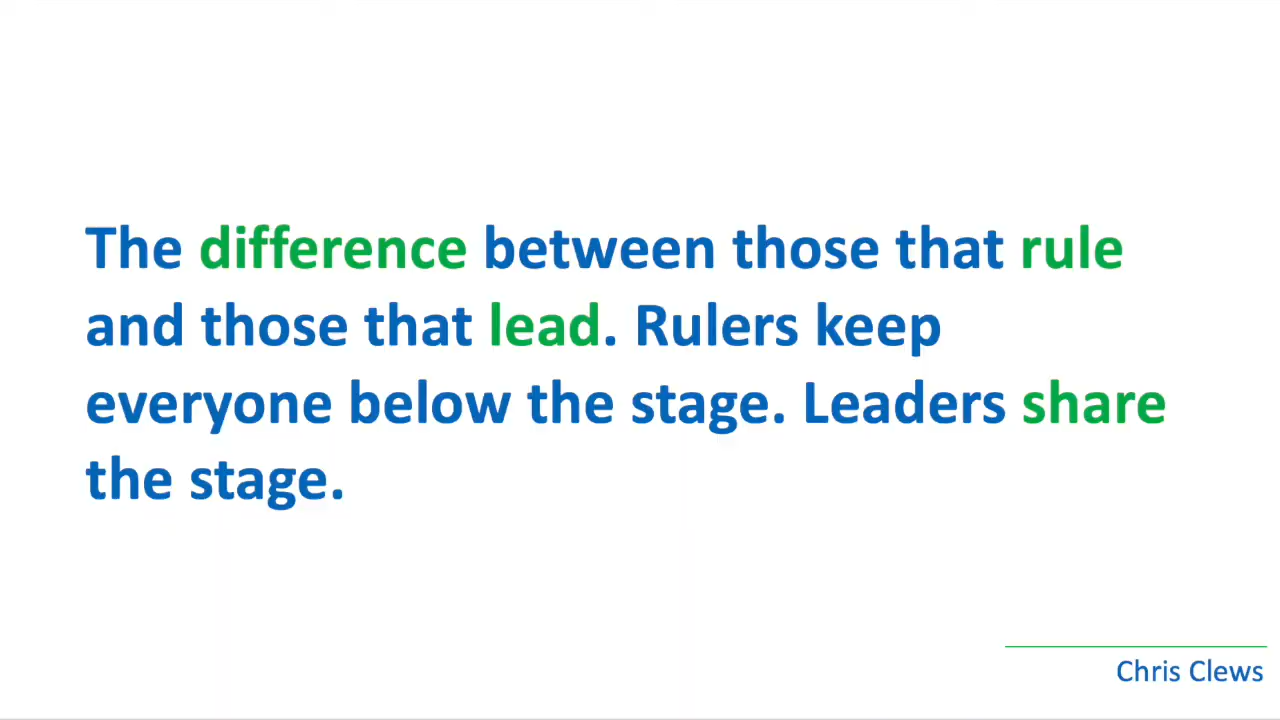 The difference between those that rule
and those that lead. Rulers keep
everyone below the stage. Leaders share
the stage.
Chris Clews